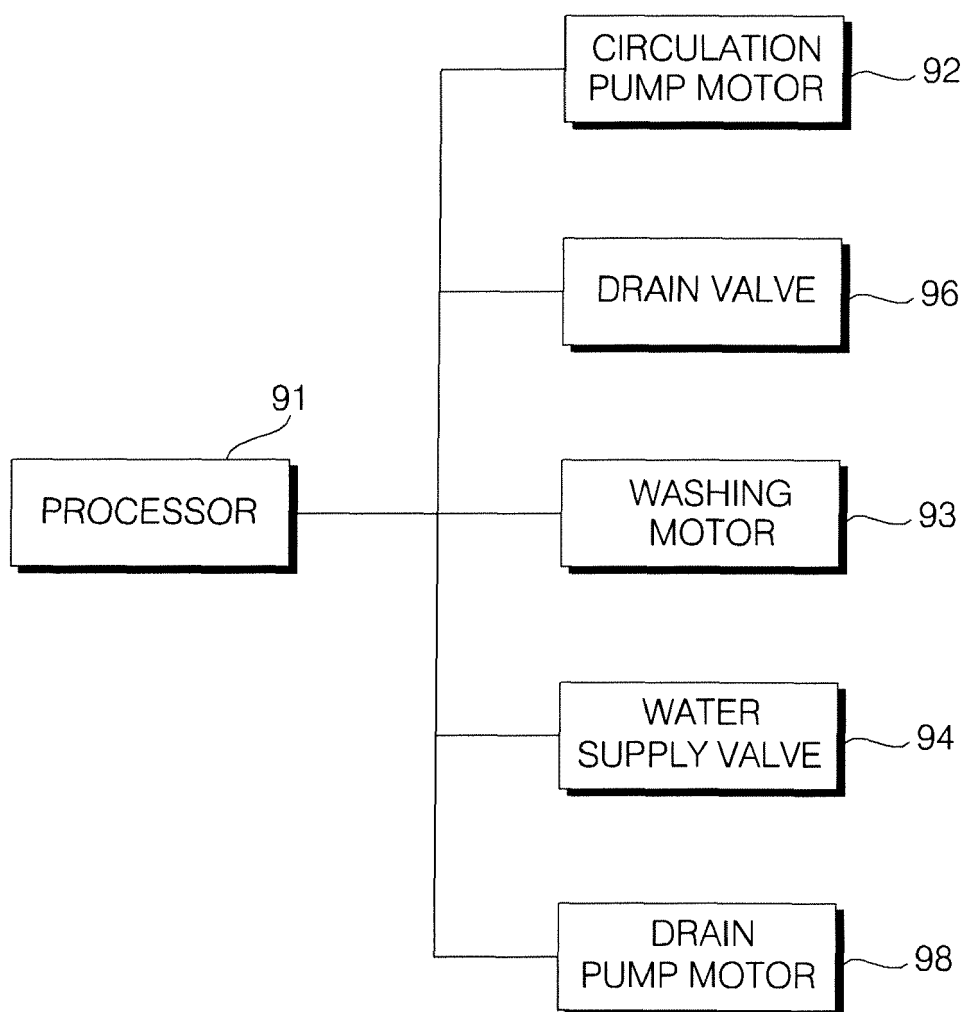 CIRCULATION
PUMP MOTOR
92
DRAIN VALVE
96
91
PROCESSOR
WASHING
MOTOR
93
WATER
SUPPLY VALVE
94
DRAIN
PUMP MOTOR
98